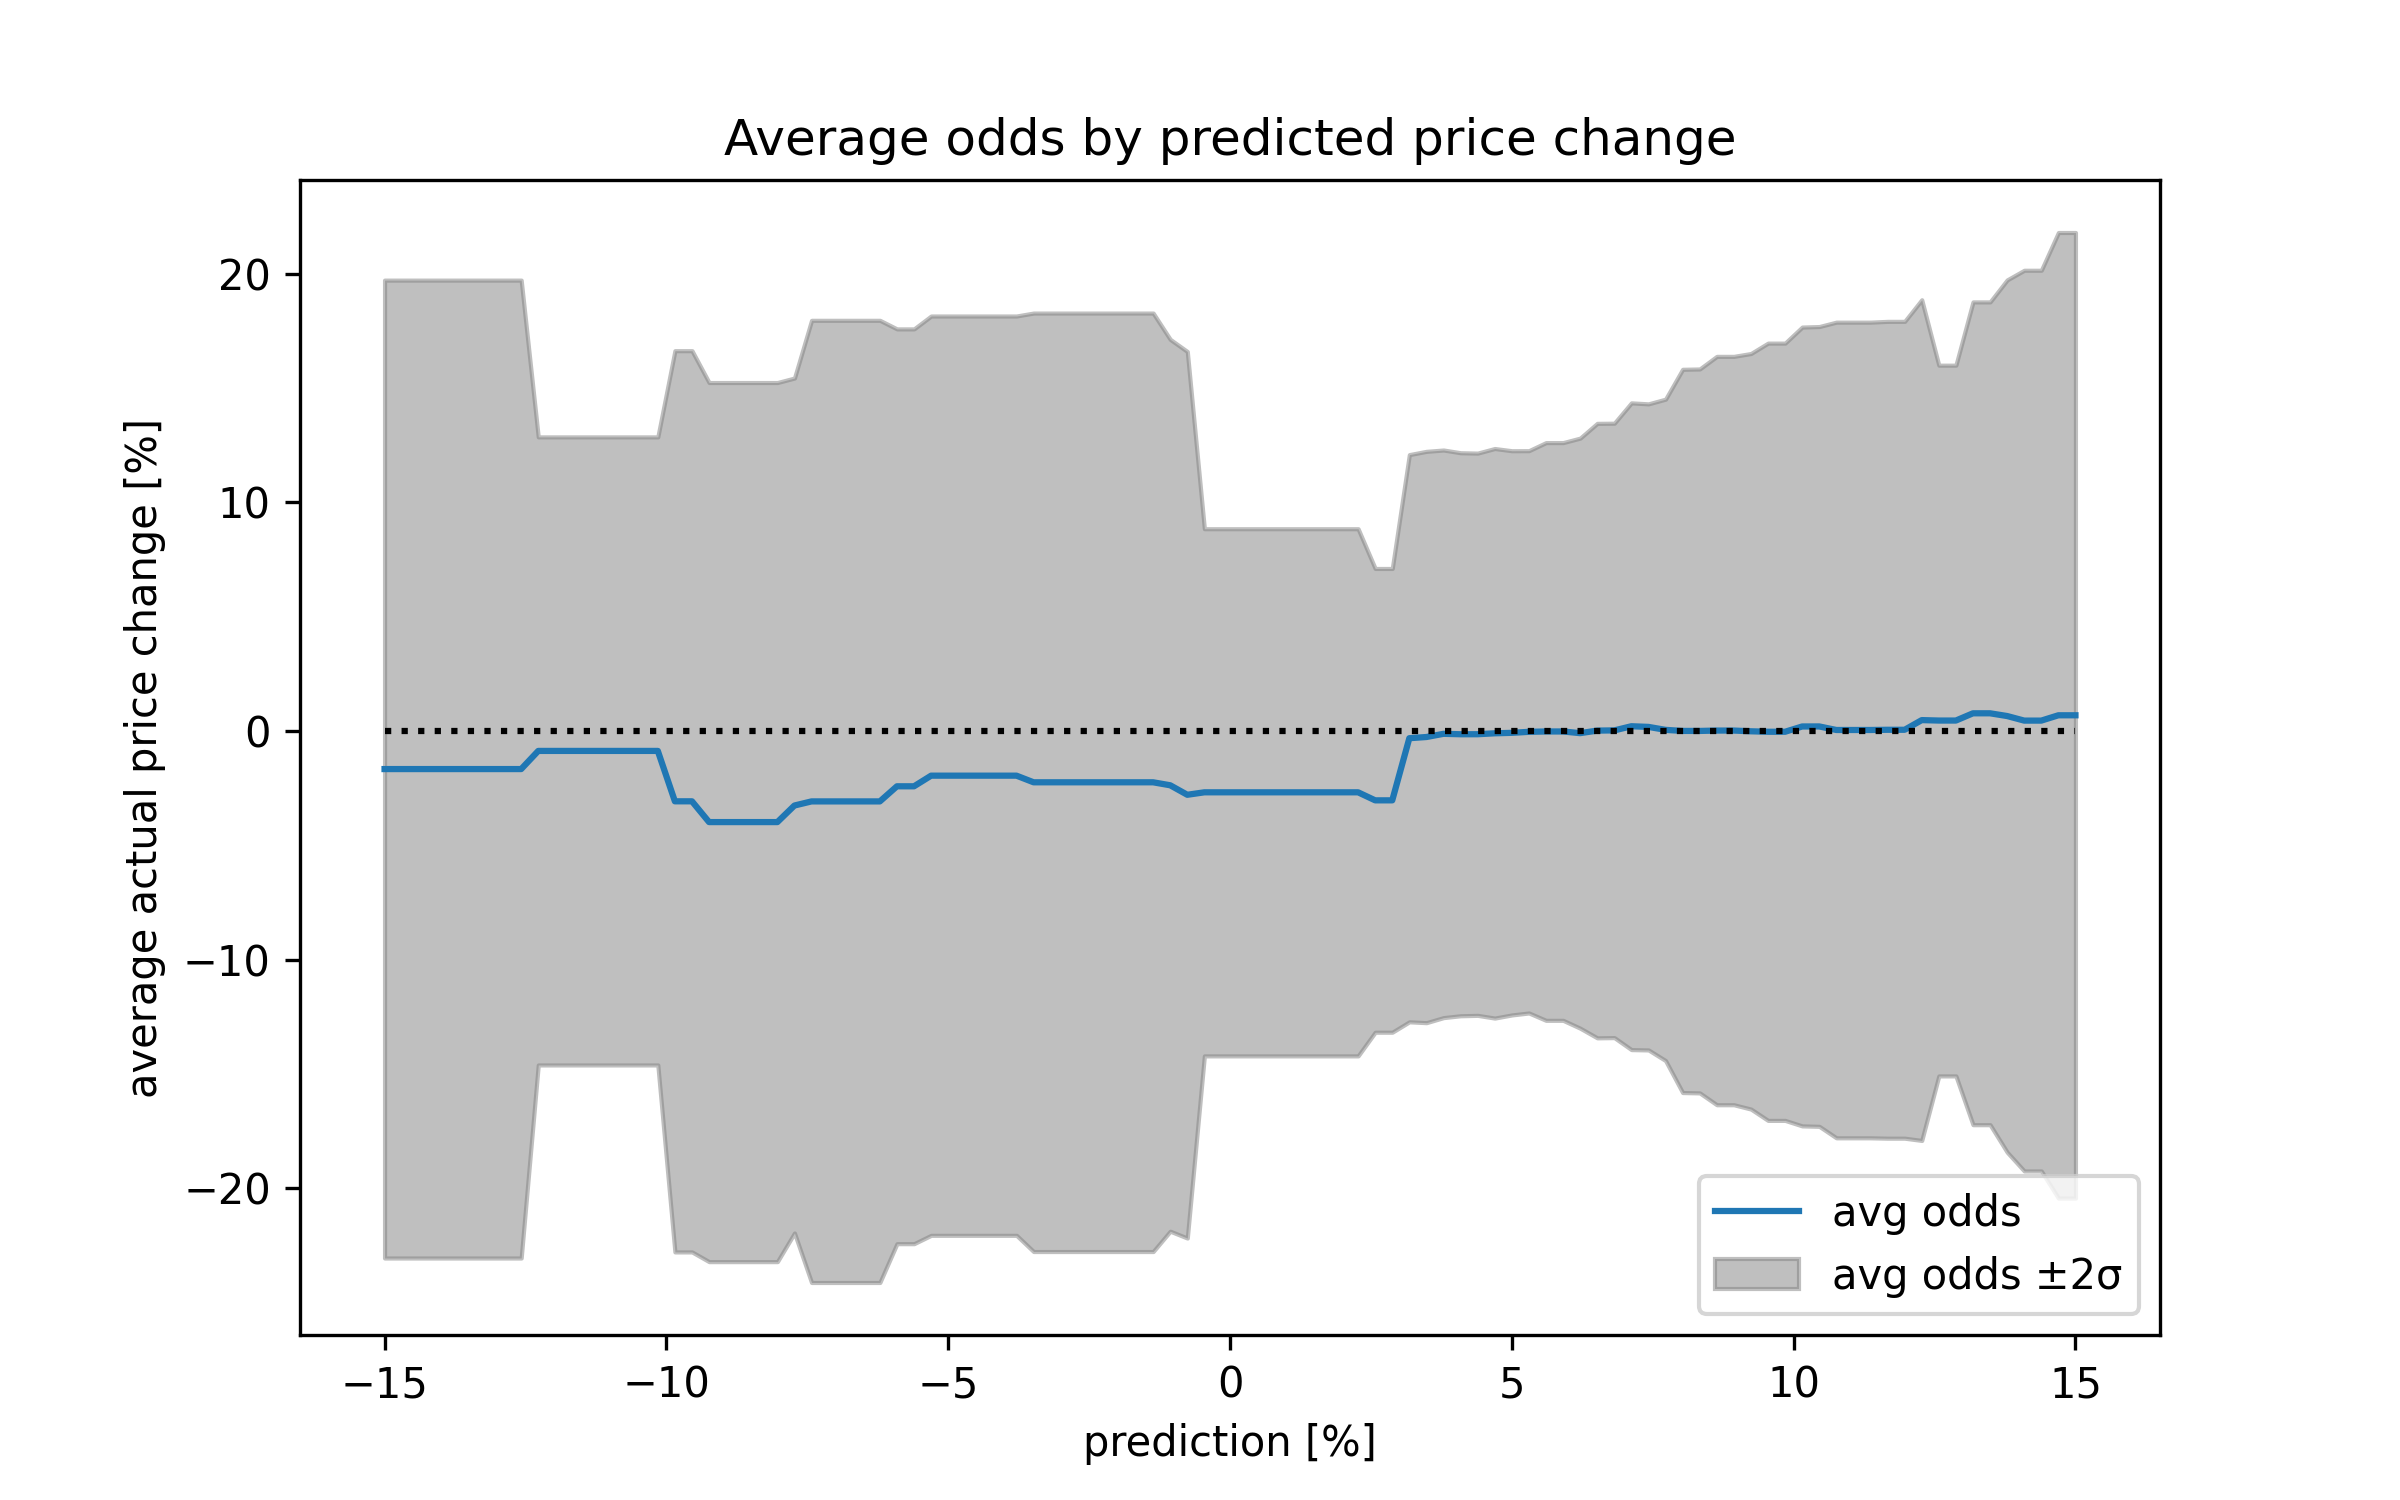 Average odds by predicted price change
average actual price change [%]
20
10
0
−10
−20
−15 −10 −5 0 5 10 15
prediction [%]
avg odds
avg odds ±2σ